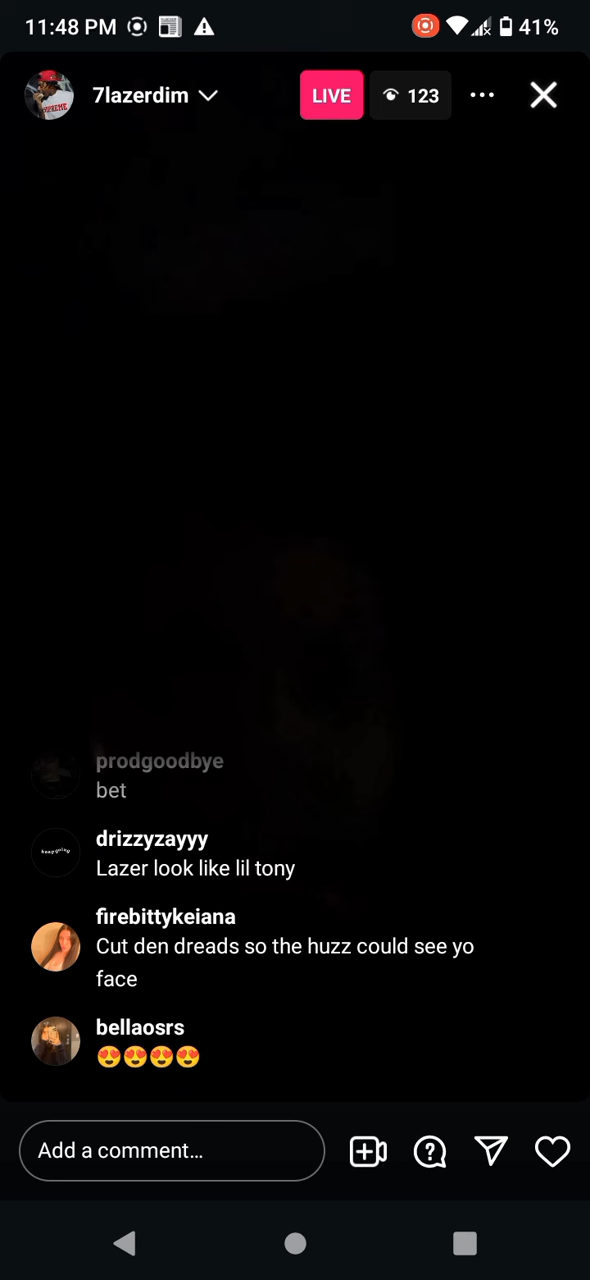 11:48 PM 41%
7lazerdim LIVE 123
prodgoodbye
bet
drizzyzayyy
Lazer look like lil tony
firebittykeiana
Cut den dreads so the huzz could see yo
face
bellaosrs
😍😍😍😍
Add a comment...